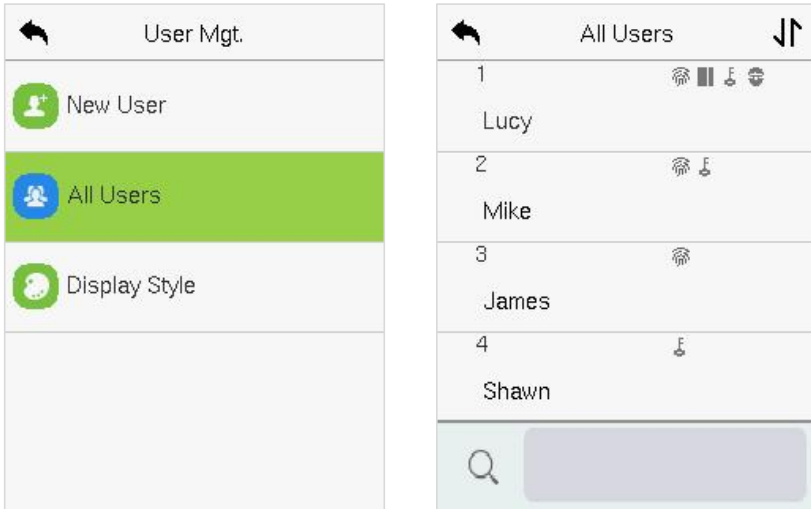 User Mgt.
New User
All Users
Display Style
All Users
1
Lucy
2
Mike
3
James
4
Shawn